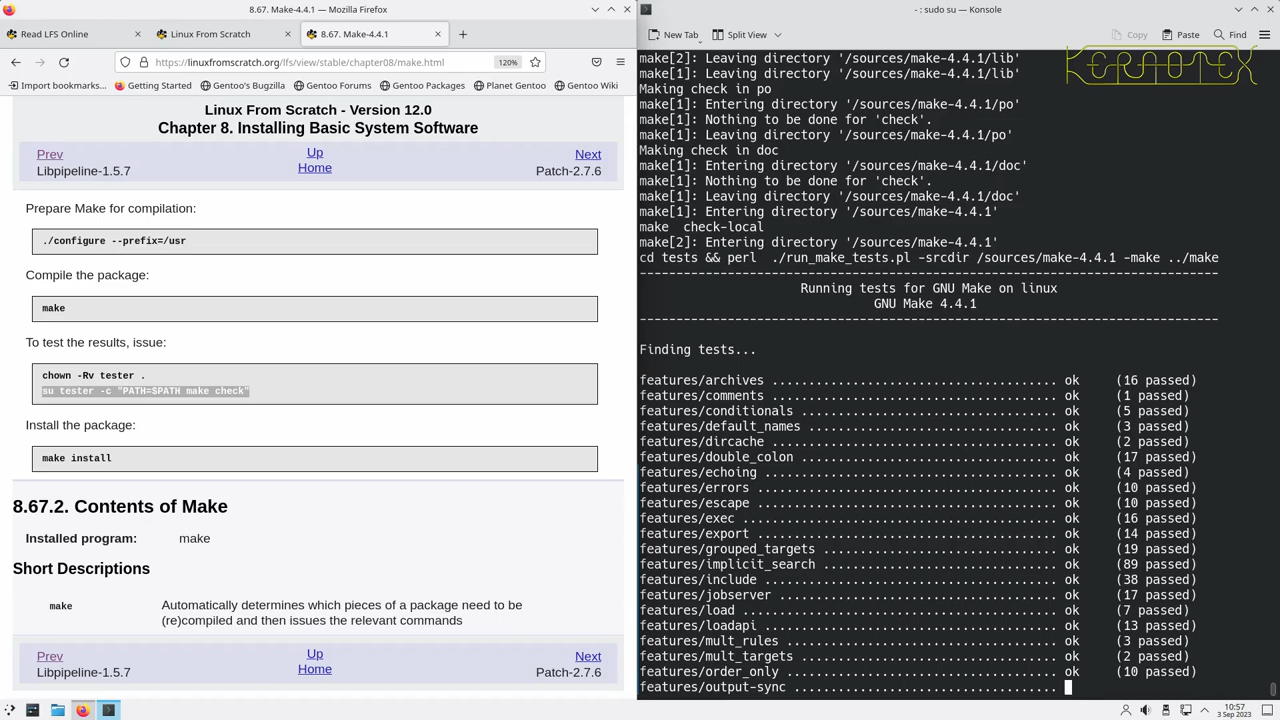 8.67. Make-4.4.1 — Mozilla Firefox
Read LFS Online
Linux From Scratch
8.67. Make-4.4.1
https://linuxfromscratch.org/lfs/view/stable/chapter08/make.html
120%
Import bookmarks...
Getting Started
Gentoo's Bugzilla
Gentoo Forums
Gentoo Packages
Planet Gentoo
Gentoo Wiki
Linux From Scratch - Version 12.0
Chapter 8. Installing Basic System Software
Prev
Up
Next
Libpipeline-1.5.7
Home
Patch-2.7.6
Prepare Make for compilation:
./configure --prefix=/usr
Compile the package:
make
To test the results, issue:
chown -Rv tester .
su tester -c "PATH=$PATH make check"
Install the package:
make install
8.67.2. Contents of Make
Installed program: make
Short Descriptions
make Automatically determines which pieces of a package need to be
(re)compiled and then issues the relevant commands
Prev
Up
Next
Libpipeline-1.5.7
Home
Patch-2.7.6
- : sudo su — Konsole
New Tab
Split View
Copy
Paste
Find
KERNOTEX
make[2]: Leaving directory '/sources/make-4.4.1/lib'
make[1]: Leaving directory '/sources/make-4.4.1/lib'
Making check in po
make[1]: Entering directory '/sources/make-4.4.1/po'
make[1]: Nothing to be done for 'check'.
make[1]: Leaving directory '/sources/make-4.4.1/po'
Making check in doc
make[1]: Entering directory '/sources/make-4.4.1/doc'
make[1]: Nothing to be done for 'check'.
make[1]: Leaving directory '/sources/make-4.4.1/doc'
make[1]: Entering directory '/sources/make-4.4.1'
make  check-local
make[2]: Entering directory '/sources/make-4.4.1'
cd tests && perl  ./run_make_tests.pl -srcdir /sources/make-4.4.1 -make ../make
------------------------------------------------------------------------------
Running tests for GNU Make on linux
GNU Make 4.4.1
------------------------------------------------------------------------------
Finding tests...
features/archives ....................................... ok     (16 passed)
features/comments ....................................... ok     (1 passed)
features/conditionals ................................... ok     (5 passed)
features/default_names .................................. ok     (3 passed)
features/dircache ....................................... ok     (2 passed)
features/double_colon ................................... ok     (17 passed)
features/echoing ........................................ ok     (4 passed)
features/errors ......................................... ok     (10 passed)
features/escape ......................................... ok     (10 passed)
features/exec ........................................... ok     (16 passed)
features/export ......................................... ok     (14 passed)
features/grouped_targets ................................ ok     (19 passed)
features/implicit_search ................................ ok     (89 passed)
features/include ........................................ ok     (38 passed)
features/jobserver ...................................... ok     (17 passed)
features/load ........................................... ok     (7 passed)
features/loadapi ........................................ ok     (13 passed)
features/mult_rules ..................................... ok     (3 passed)
features/mult_targets ................................... ok     (2 passed)
features/order_only ..................................... ok     (10 passed)
features/output-sync ....................................
10:57
3 Sep 2023